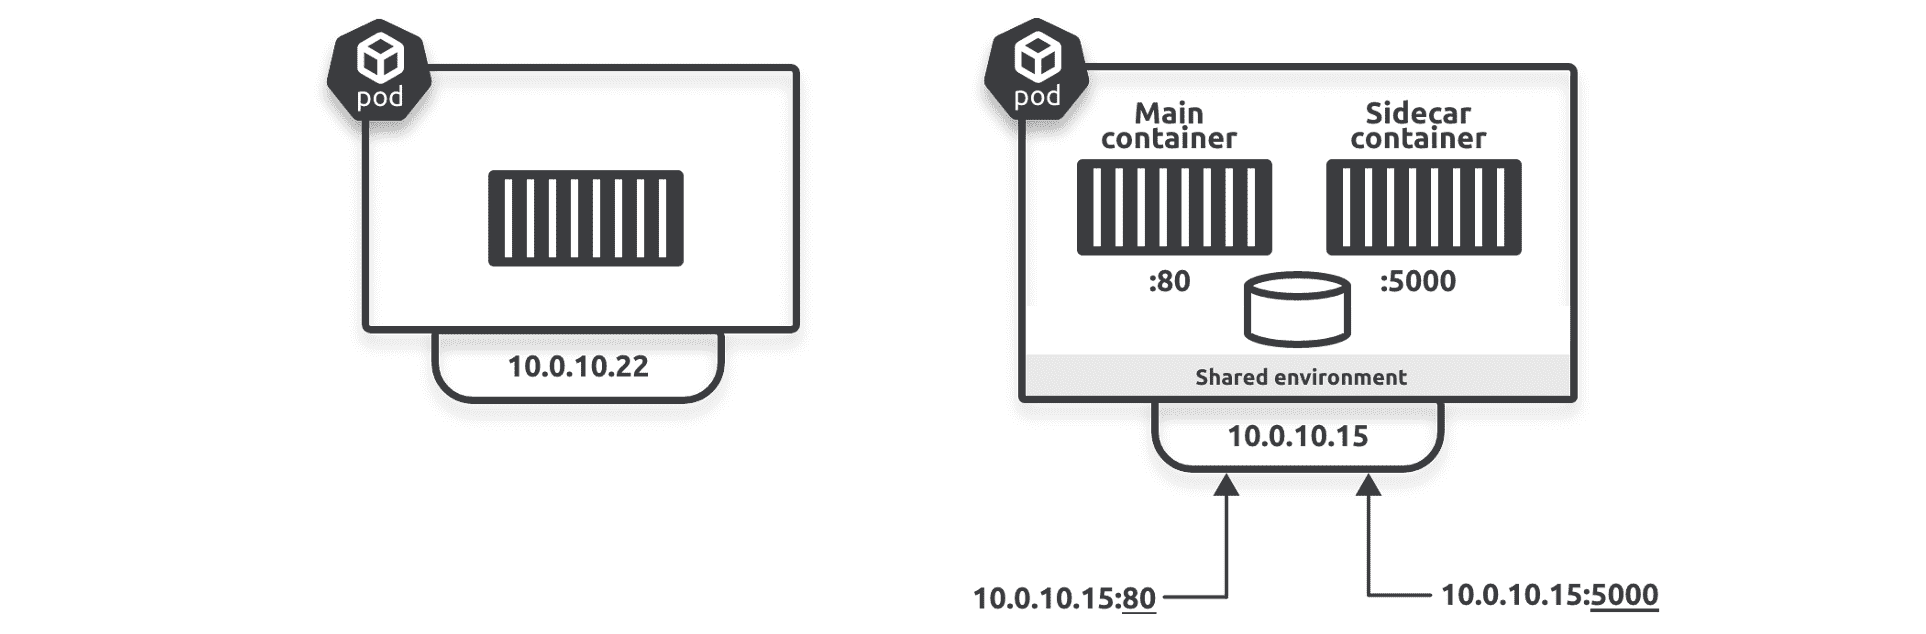 pod
10.0.10.22
pod
Main
container
Sidecar
container
:80
:5000
Shared environment
10.0.10.15
10.0.10.15:80
10.0.10.15:5000